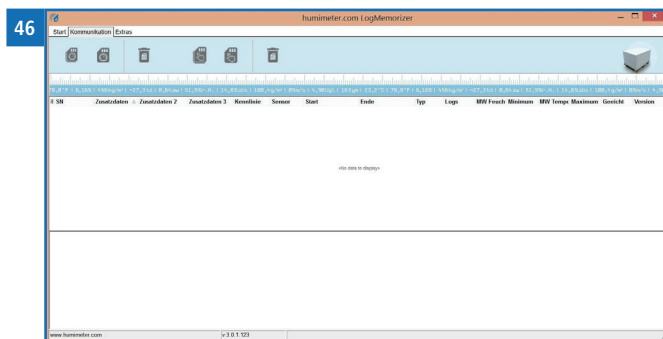 46
humimeter.com LogMemorizer
Start Kommunikation Extras
# SN Zusatzdaten Zusatzdaten 2 Zusatzdaten 3 Kennlinie Sensor Start Ende Typ Logs MW Feuch Minimum MW Tempe Maximum Geeicht Version
<No data to display>
www.humimeter.com v 3.0.1.123